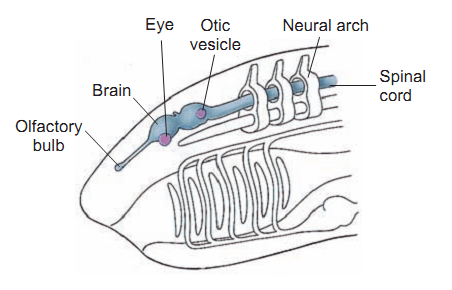 Eye
Otic
vesicle
Neural arch
Brain
Spinal
cord
Olfactory
bulb